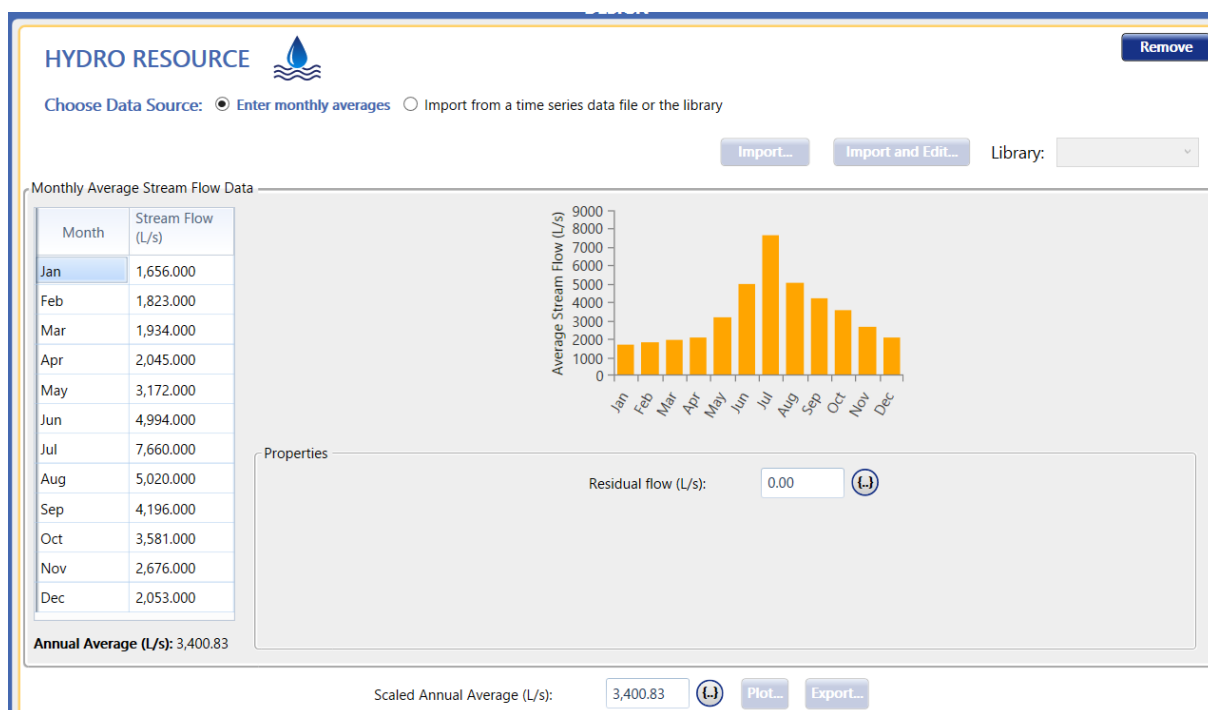 HYDRO RESOURCE
Remove
Choose Data Source: Enter monthly averages Import from a time series data file or the library
Import... Import and Edit... Library:
Monthly Average Stream Flow Data
Month Stream Flow (L/s)
Jan 1,656.000
Feb 1,823.000
Mar 1,934.000
Apr 2,045.000
May 3,172.000
Jun 4,994.000
Jul 7,660.000
Aug 5,020.000
Sep 4,196.000
Oct 3,581.000
Nov 2,676.000
Dec 2,053.000
Annual Average (L/s): 3,400.83
Average Stream Flow (L/s)
9000
8000
7000
6000
5000
4000
3000
2000
1000
0
Jan Feb Mar Apr May Jun Jul Aug Sep Oct Nov Dec
Properties
Residual flow (L/s): 0.00 {..}
Scaled Annual Average (L/s): 3,400.83 {..} Plot... Export...